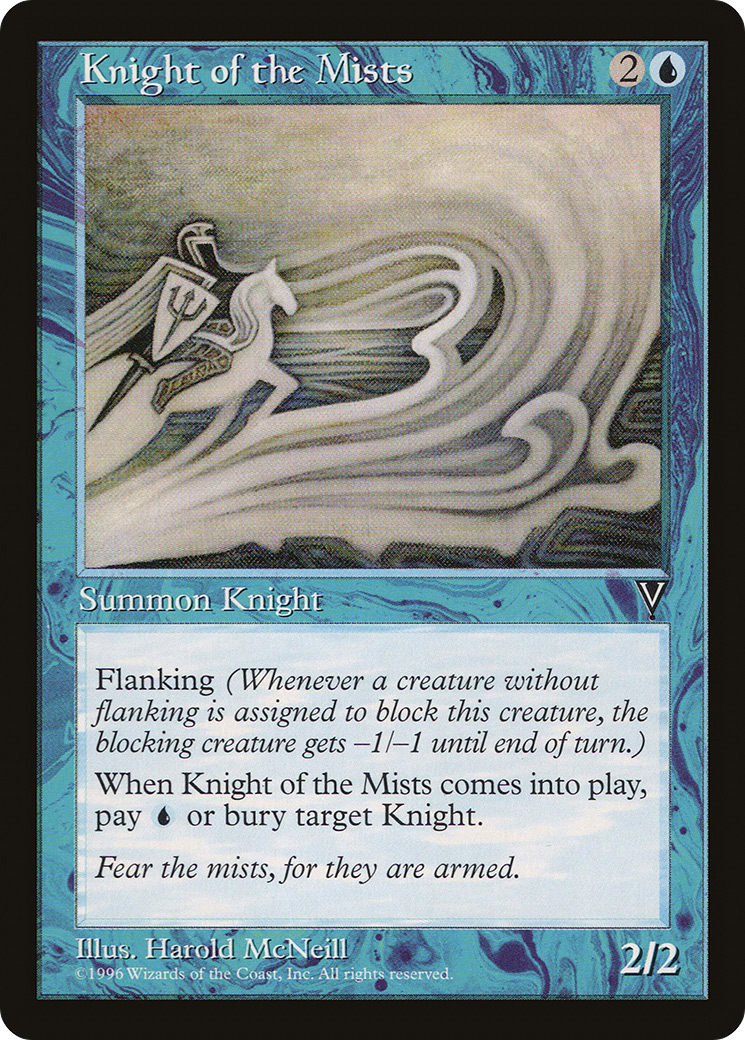 Knight of the Mists 2
Summon Knight
V
Flanking (Whenever a creature without
flanking is assigned to block this creature, the
blocking creature gets –1/–1 until end of turn.)
When Knight of the Mists comes into play,
pay or bury target Knight.
Fear the mists, for they are armed.
Illus. Harold McNeill
©1996 Wizards of the Coast, Inc. All rights reserved.
2/2